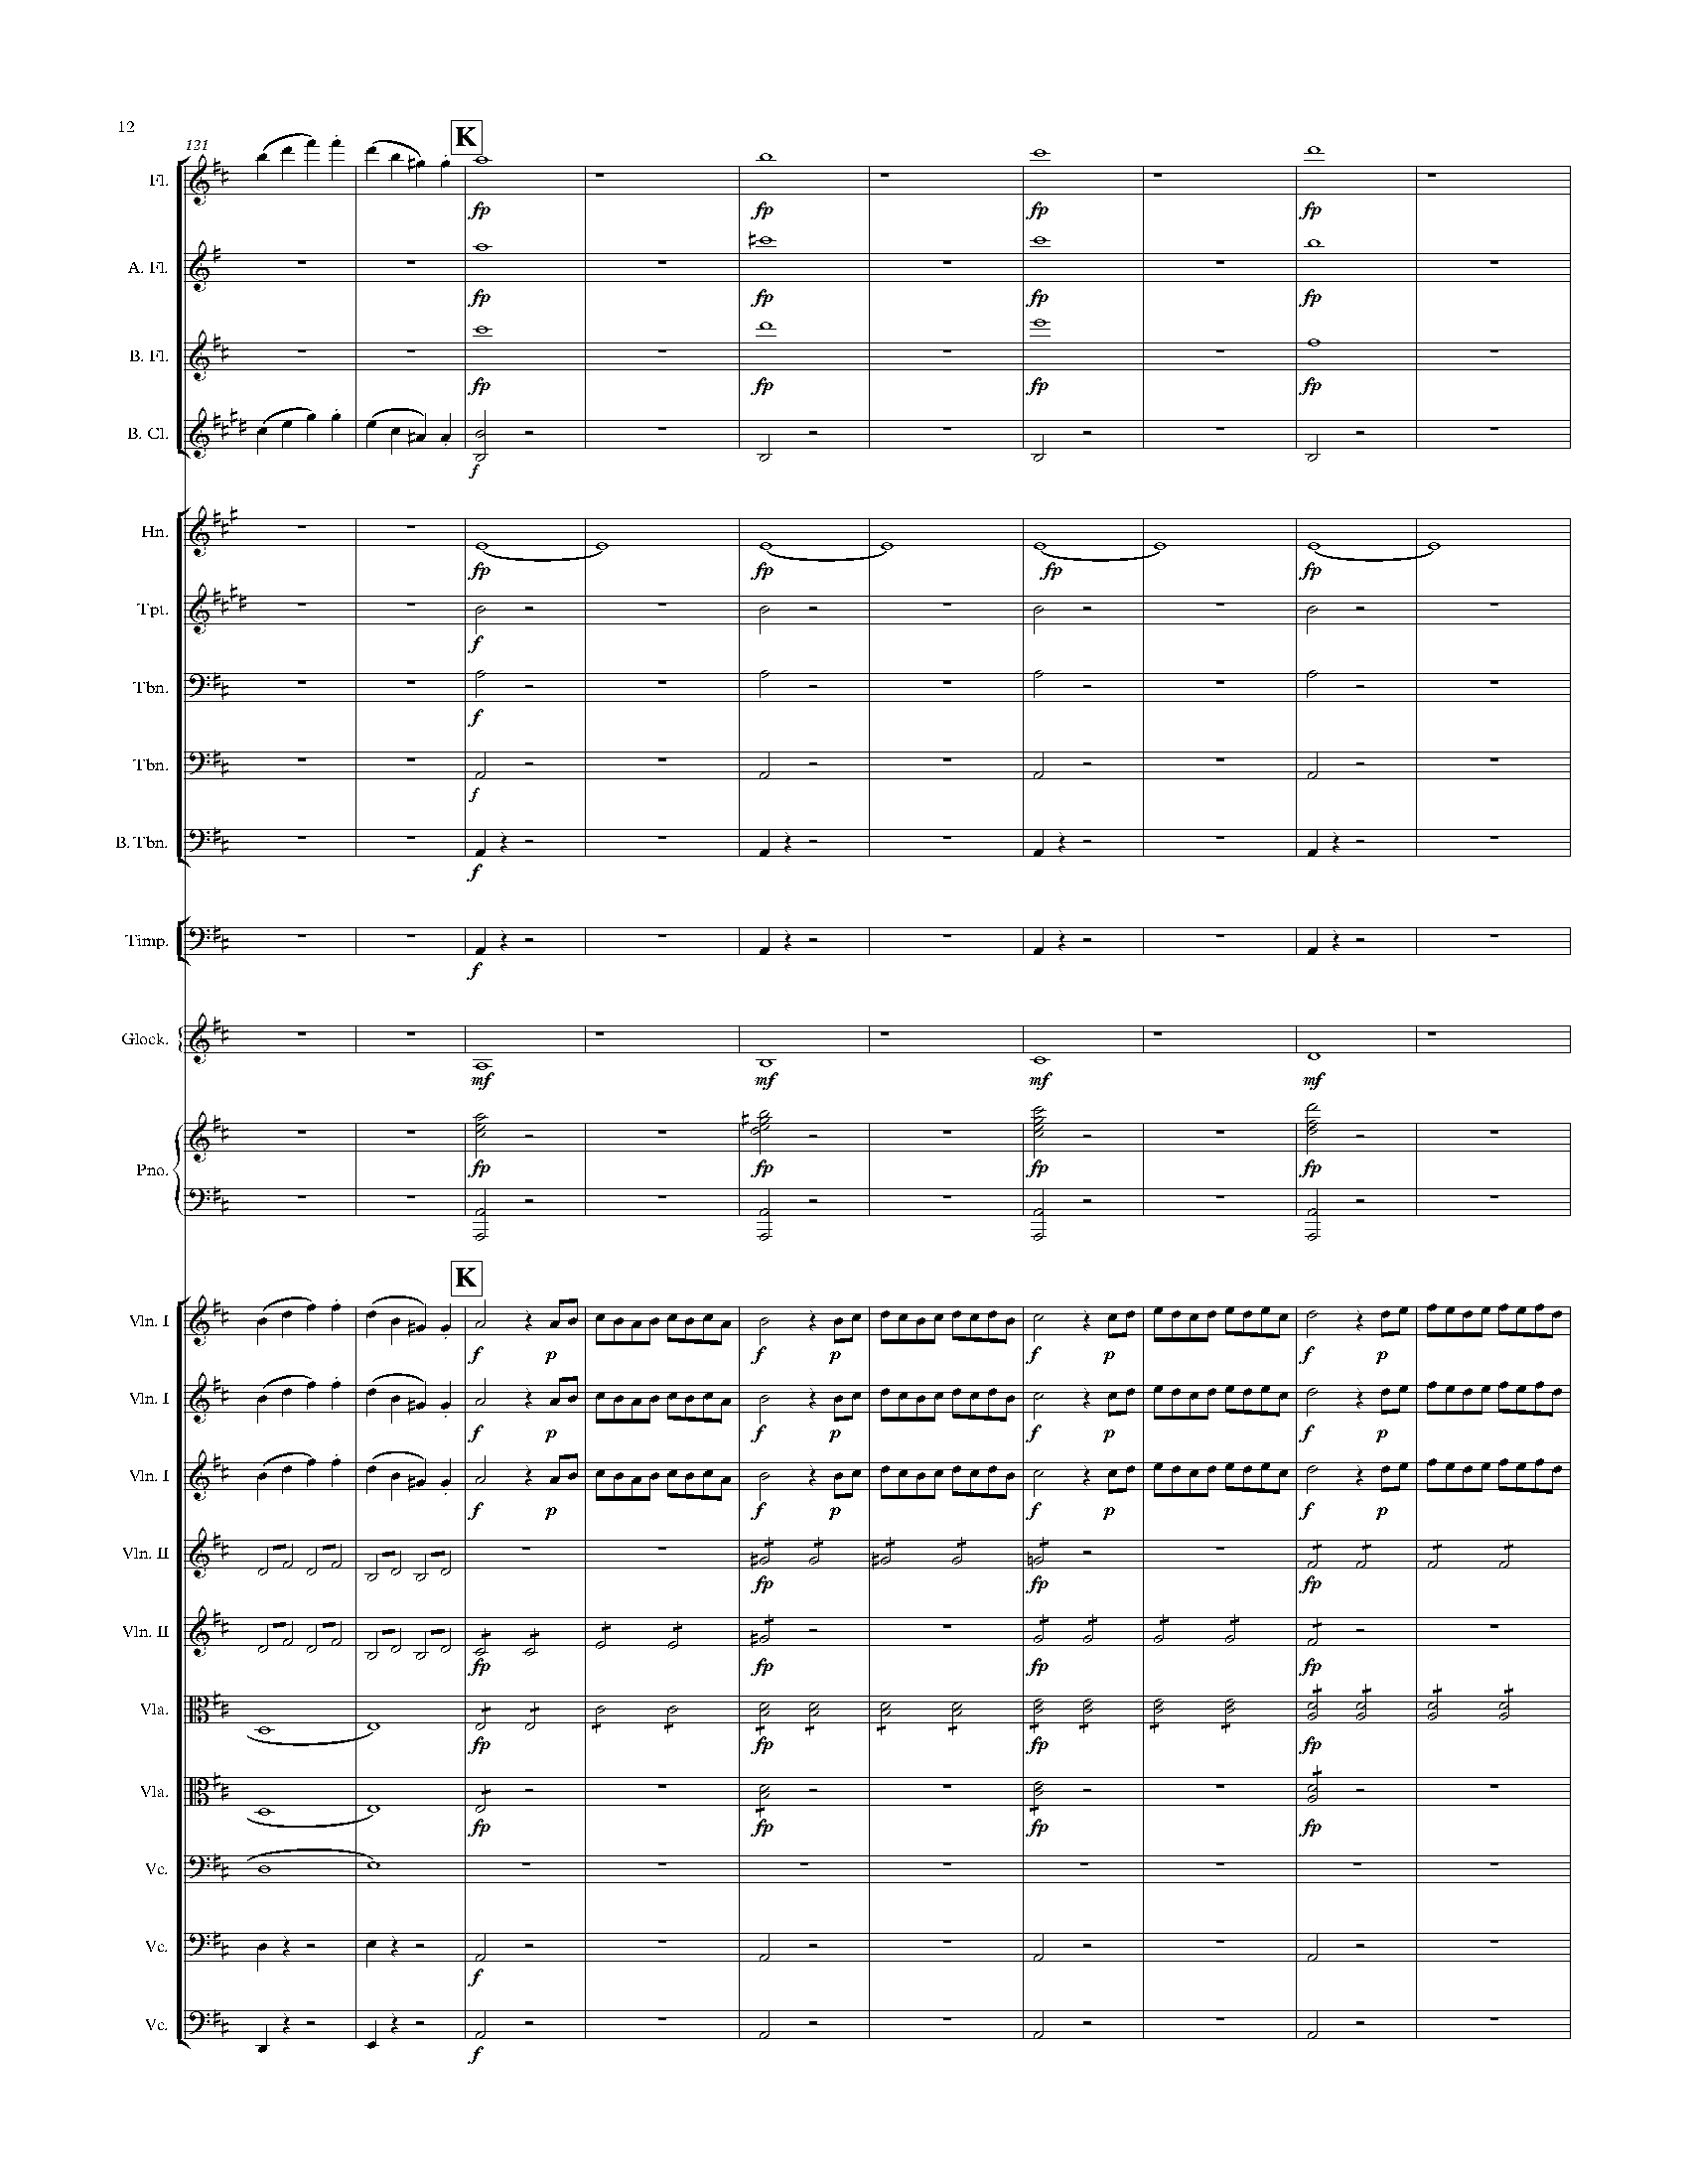 12
131
K
Fl.
fp fp fp fp
A. Fl.
fp fp fp fp
B. Fl.
fp fp fp fp
B. Cl.
f
Hn.
fp fp fp fp
Tpt.
f
Tbn.
f
Tbn.
f
B. Tbn.
f
Timp.
f
Glock.
mf mf mf mf
Pno.
fp fp fp fp
K
Vln. I
f p f p f p f p
Vln. I
f p f p f p f p
Vln. I
f p f p f p f p
Vln. II
fp fp fp
Vln. II
fp fp fp fp
Vla.
fp fp fp fp
Vla.
fp fp fp fp
Vc.
Vc.
f
Vc.
f